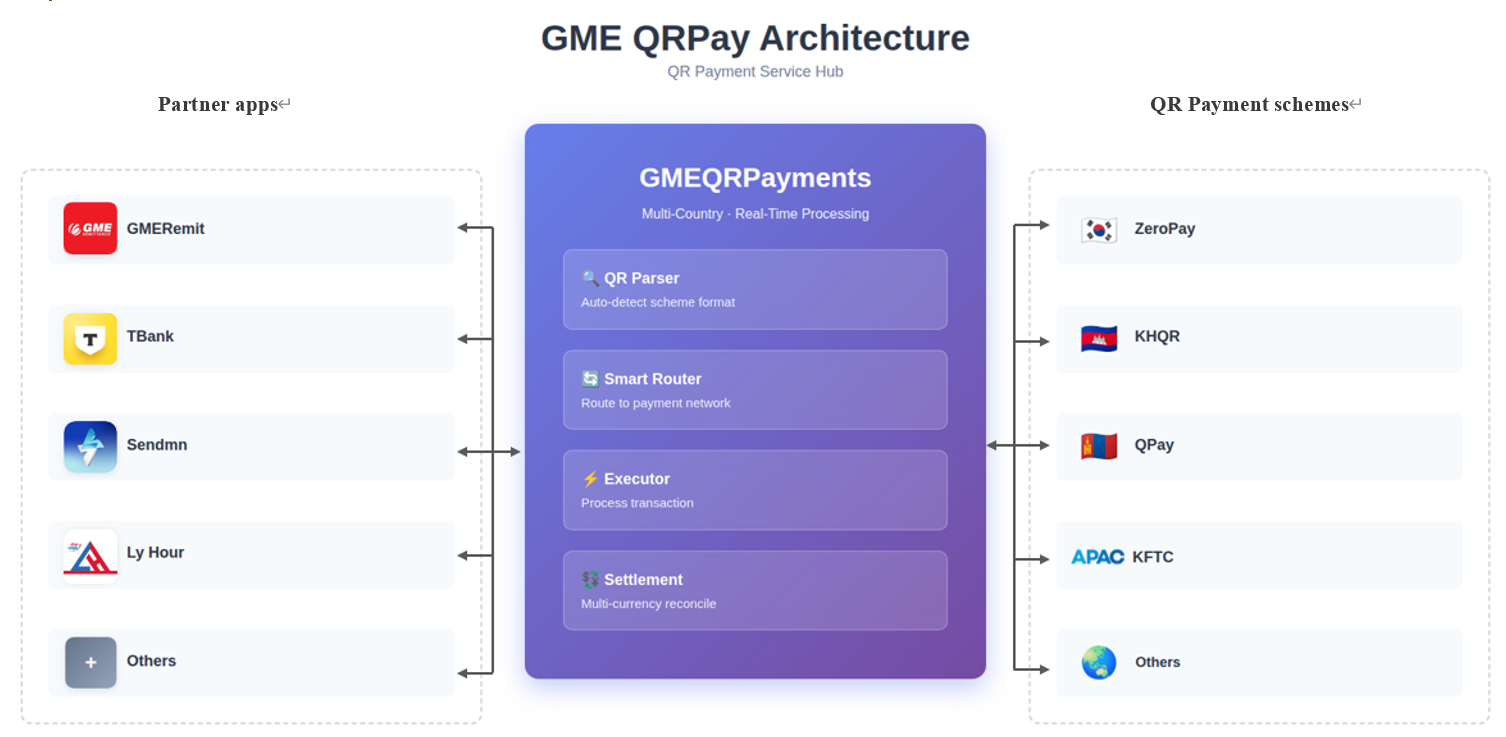 GME QRPay Architecture
QR Payment Service Hub
Partner apps
QR Payment schemes
GME
GMERemit
T
TBank
Sendmn
Ly Hour
+
Others
GMEQRPayments
Multi-Country · Real-Time Processing
QR Parser
Auto-detect scheme format
Smart Router
Route to payment network
Executor
Process transaction
Settlement
Multi-currency reconcile
ZeroPay
KHQR
QPay
APAC KFTC
Others